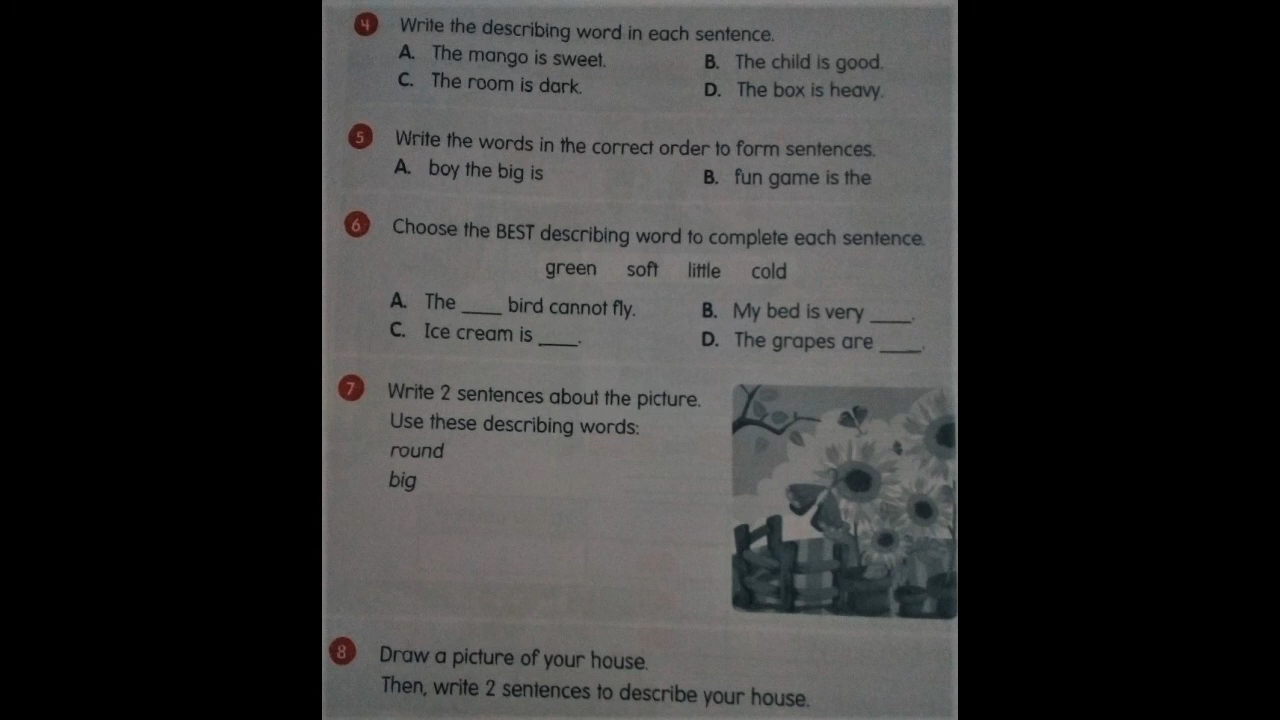 4 Write the describing word in each sentence.
A. The mango is sweet. B. The child is good.
C. The room is dark. D. The box is heavy.
5 Write the words in the correct order to form sentences.
A. boy the big is B. fun game is the
6 Choose the BEST describing word to complete each sentence.
green soft little cold
A. The ____ bird cannot fly. B. My bed is very ____.
C. Ice cream is ____. D. The grapes are ____.
7 Write 2 sentences about the picture.
Use these describing words:
round
big
8 Draw a picture of your house.
Then, write 2 sentences to describe your house.